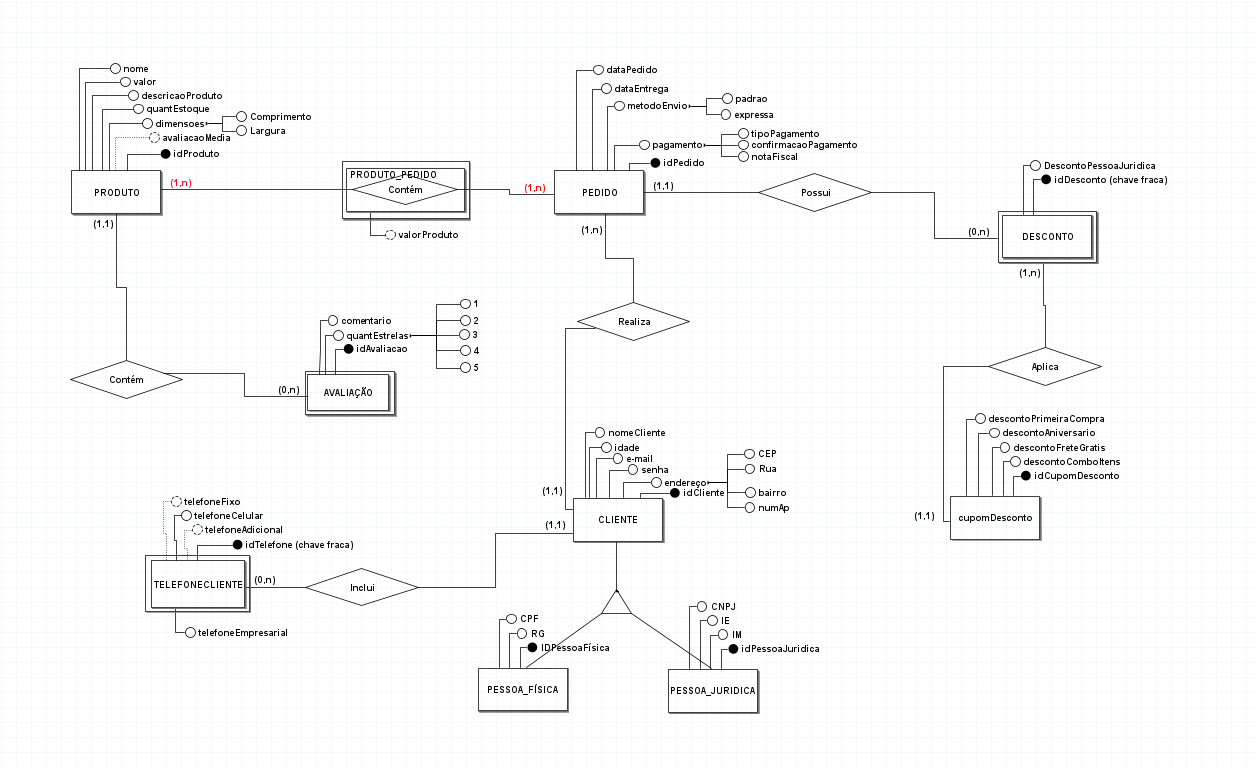 nome
valor
descricaoProduto
quantEstoque
dimensoes
Comprimento
Largura
avaliacaoMedia
idProduto
PRODUTO
(1,n)
(1,1)
PRODUTO_PEDIDO
Contém
valorProduto
(1,n)
dataPedido
dataEntrega
metodoEnvio
padrao
expressa
pagamento
tipoPagamento
confirmacaoPagamento
notaFiscal
idPedido
PEDIDO
(1,1)
(1,n)
Possui
DescontoPessoaJuridica
idDesconto (chave fraca)
(0,n)
DESCONTO
(1,n)
Realiza
Aplica
Contém
comentario
quantEstrelas
idAvaliacao
1
2
3
4
5
(0,n)
AVALIAÇÃO
nomeCliente
idade
e-mail
senha
endereço
CEP
Rua
bairro
numAp
idCliente
(1,1)
CLIENTE
(1,1)
descontoPrimeiraCompra
descontoAniversario
descontoFreteGratis
descontoComboItens
idCupomDesconto
(1,1)
cupomDesconto
telefoneFixo
telefoneCelular
telefoneAdicional
idTelefone (chave fraca)
TELEFONECLIENTE
(0,n)
Inclui
telefoneEmpresarial
CPF
RG
IDPessoaFísica
PESSOA_FÍSICA
CNPJ
IE
IM
idPessoaJuridica
PESSOA_JURIDICA